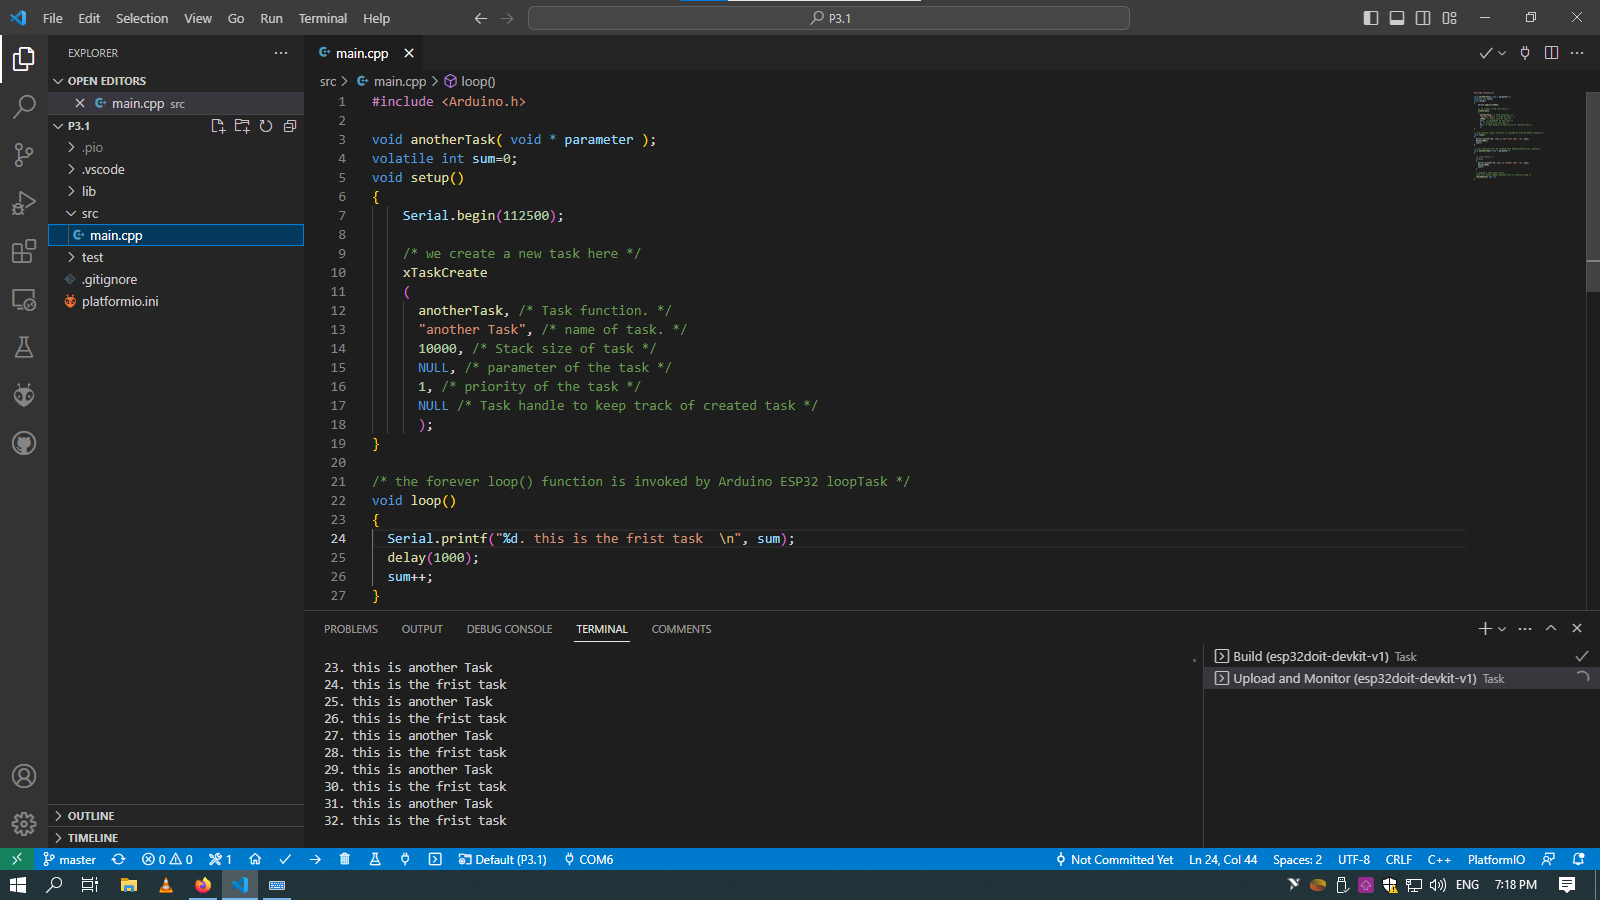 File Edit Selection View Go Run Terminal Help
P3.1
EXPLORER
OPEN EDITORS
main.cpp src
P3.1
.pio
.vscode
lib
src
main.cpp
test
.gitignore
platformio.ini
OUTLINE
TIMELINE
main.cpp
src > main.cpp > loop()
1 #include <Arduino.h>
2
3 void anotherTask( void * parameter );
4 volatile int sum=0;
5 void setup()
6 {
7 Serial.begin(112500);
8
9 /* we create a new task here */
10 xTaskCreate
11 (
12 anotherTask, /* Task function. */
13 "another Task", /* name of task. */
14 10000, /* Stack size of task */
15 NULL, /* parameter of the task */
16 1, /* priority of the task */
17 NULL /* Task handle to keep track of created task */
18 );
19 }
20
21 /* the forever loop() function is invoked by Arduino ESP32 loopTask */
22 void loop()
23 {
24 Serial.printf("%d. this is the frist task  \n", sum);
25 delay(1000);
26 sum++;
27 }
PROBLEMS OUTPUT DEBUG CONSOLE TERMINAL COMMENTS
23. this is another Task
24. this is the frist task
25. this is another Task
26. this is the frist task
27. this is another Task
28. this is the frist task
29. this is another Task
30. this is the frist task
31. this is another Task
32. this is the frist task
Build (esp32doit-devkit-v1) Task
Upload and Monitor (esp32doit-devkit-v1) Task
master 0 0 1 Default (P3.1) COM6 Not Committed Yet Ln 24, Col 44 Spaces: 2 UTF-8 CRLF C++ PlatformIO
ENG 7:18 PM